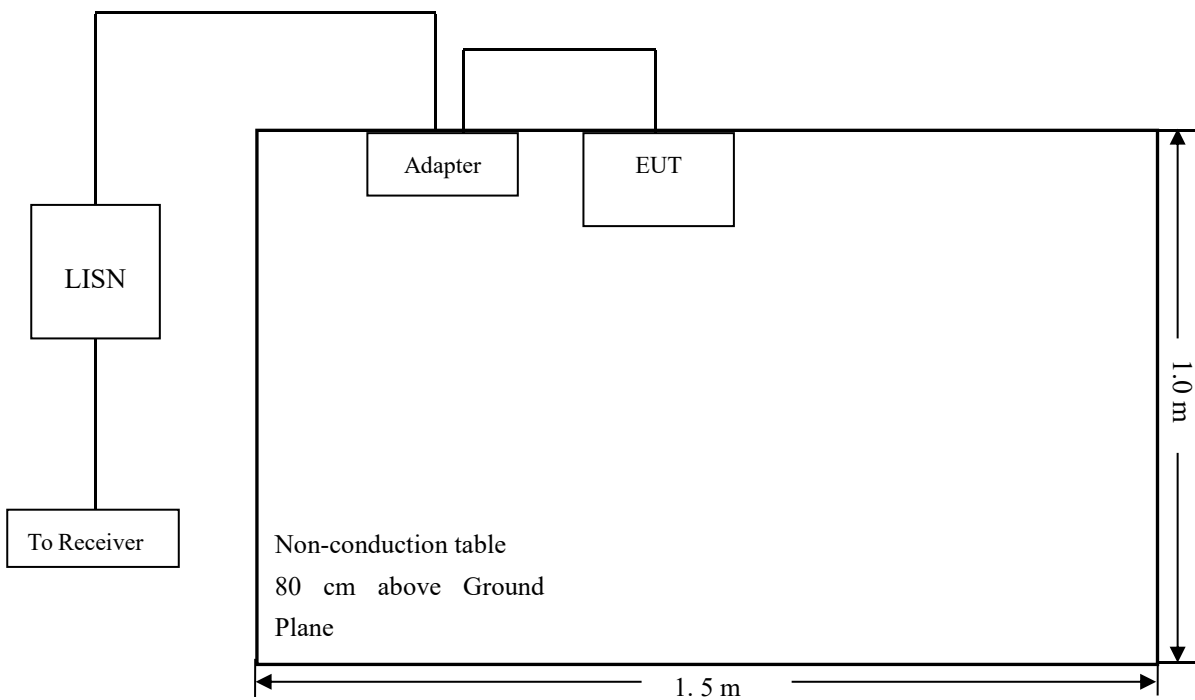 Adapter
EUT
LISN
1.0 m
To Receiver
Non-conduction table
80 cm above Ground
Plane
1. 5 m